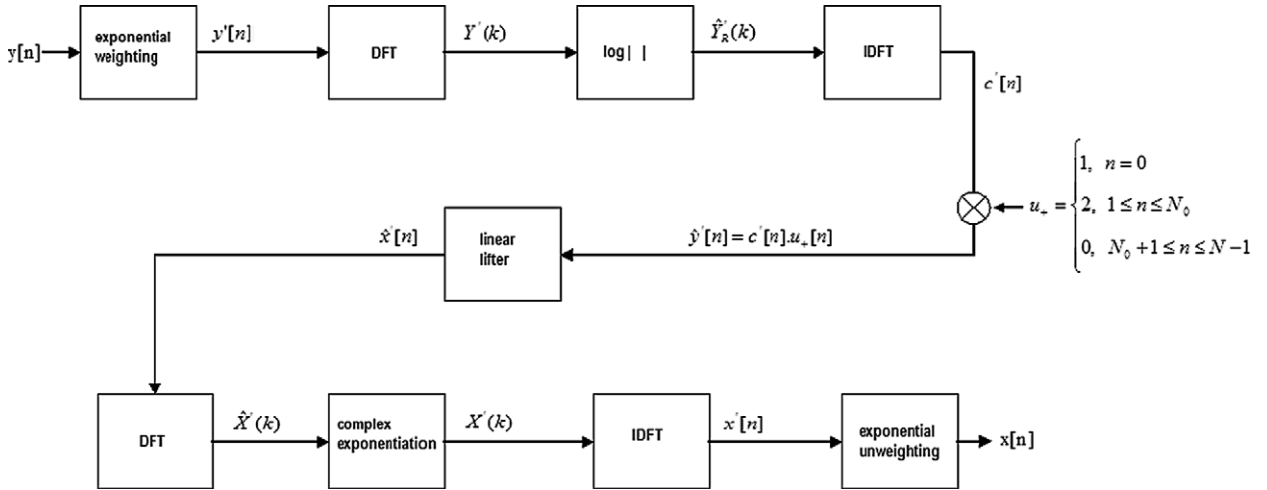 y[n]
exponential
weighting
y'[n]
DFT
Y'(k)
log| |
Ŷ'_R(k)
IDFT
c'[n]
u₊ = { 1, n = 0
2, 1 ≤ n ≤ N₀
0, N₀ + 1 ≤ n ≤ N − 1
ŷ'[n] = c'[n].u₊[n]
linear
lifter
x̂'[n]
DFT
X̂'(k)
complex
exponentiation
X'(k)
IDFT
x'[n]
exponential
unweighting
x[n]